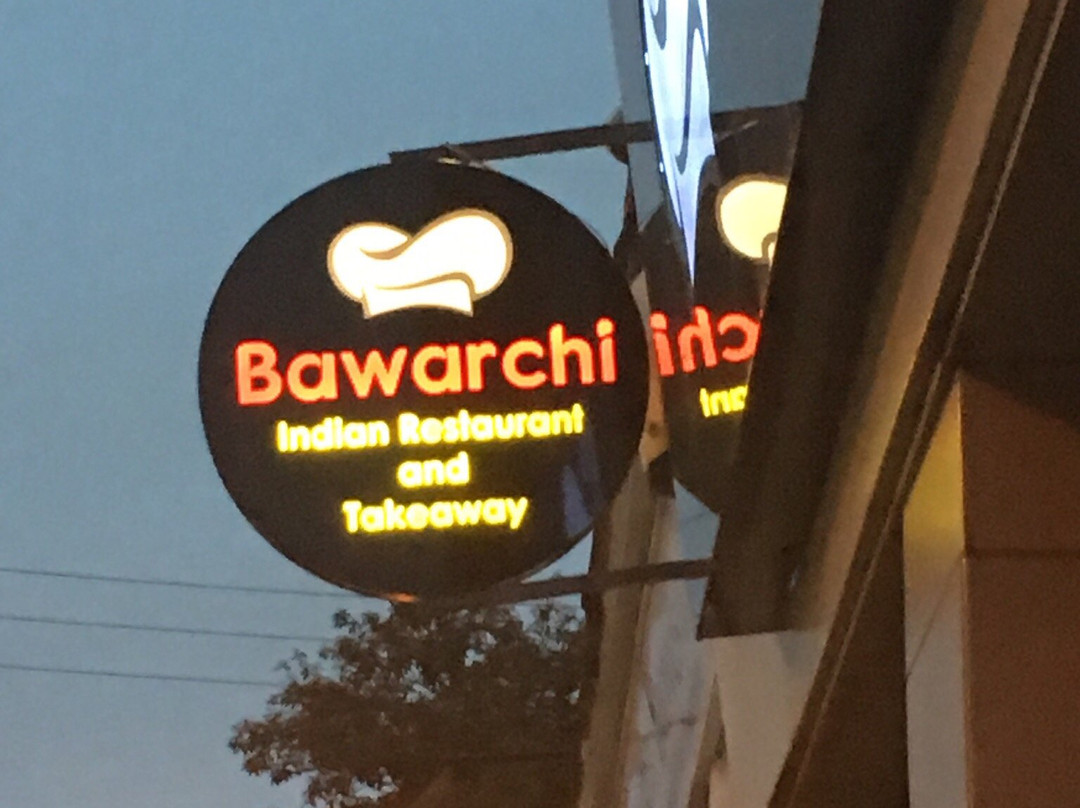 Bawarchi
Indian Restaurant
and
Takeaway